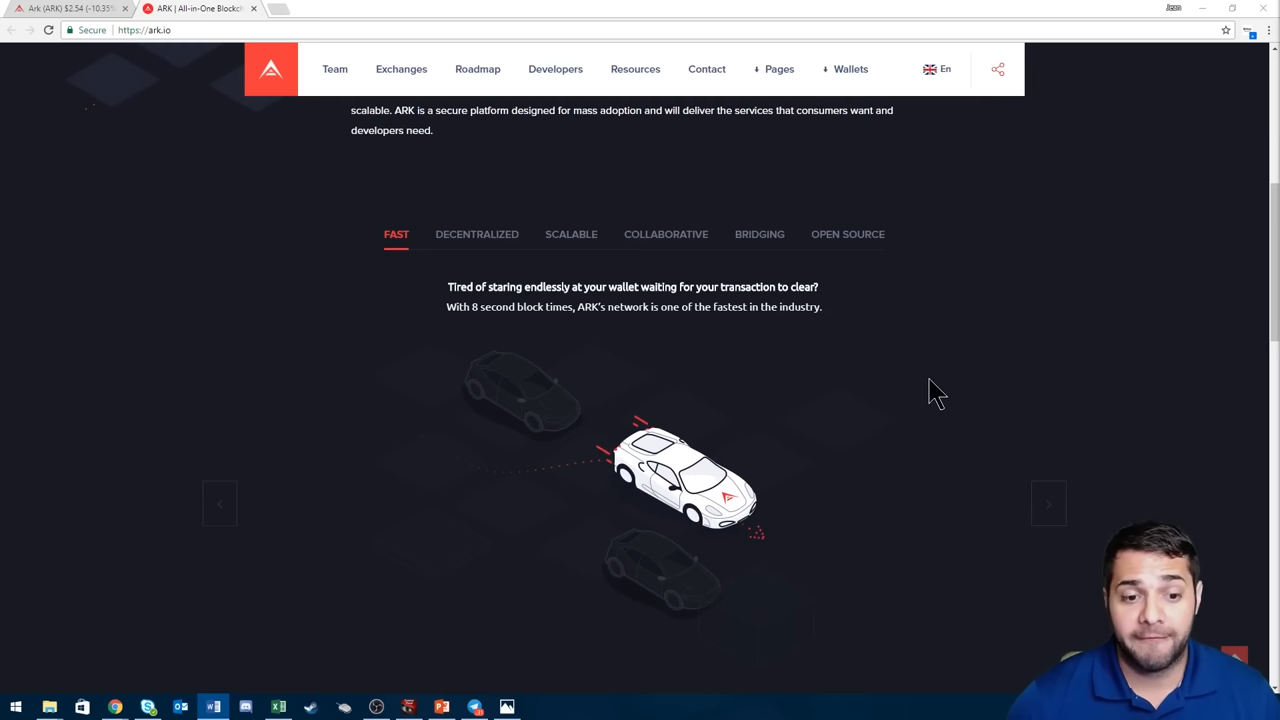 Ark (ARK) $2.54 (-10.35%
ARK | All-in-One Blockch
Secure
https://ark.io
Team
Exchanges
Roadmap
Developers
Resources
Contact
Pages
Wallets
En
scalable. ARK is a secure platform designed for mass adoption and will deliver the services that consumers want and
developers need.
FAST
DECENTRALIZED
SCALABLE
COLLABORATIVE
BRIDGING
OPEN SOURCE
Tired of staring endlessly at your wallet waiting for your transaction to clear?
With 8 second block times, ARK's network is one of the fastest in the industry.